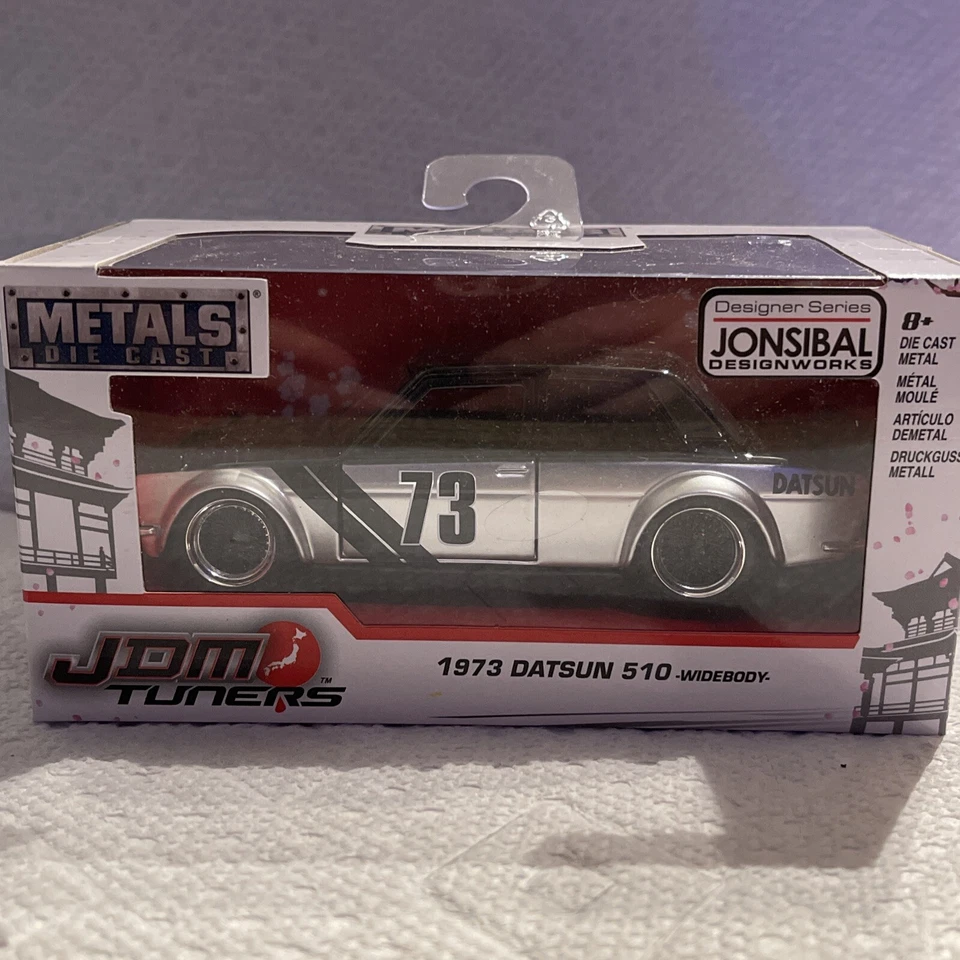 METALS
DIE CAST
®
Designer Series
JONSIBAL
DESIGNWORKS
8+
DIE CAST
METAL
MÉTAL
MOULÉ
ARTÍCULO
DEMETAL
DRUCKGUSS
METALL
73
DATSUN
JDM
TUNERS™
1973 DATSUN 510 -WIDEBODY-